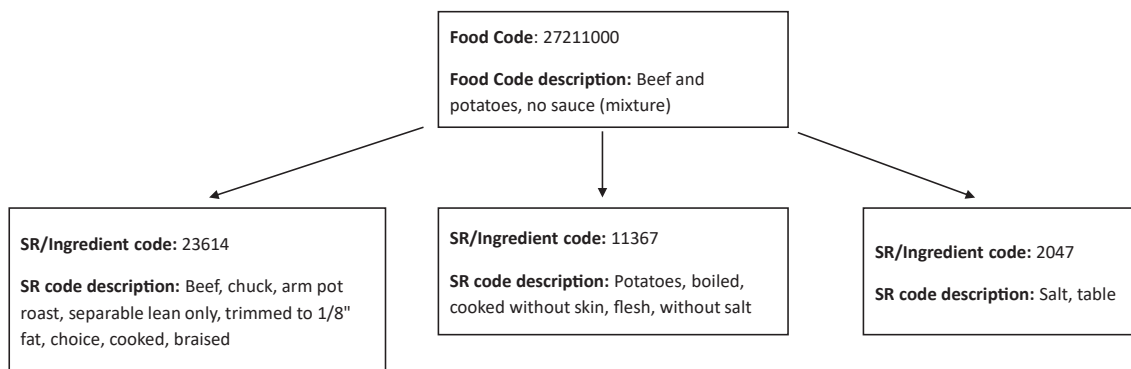 Food Code: 27211000
Food Code description: Beef and
potatoes, no sauce (mixture)
SR/Ingredient code: 23614
SR code description: Beef, chuck, arm pot
roast, separable lean only, trimmed to 1/8"
fat, choice, cooked, braised
SR/Ingredient code: 11367
SR code description: Potatoes, boiled,
cooked without skin, flesh, without salt
SR/Ingredient code: 2047
SR code description: Salt, table